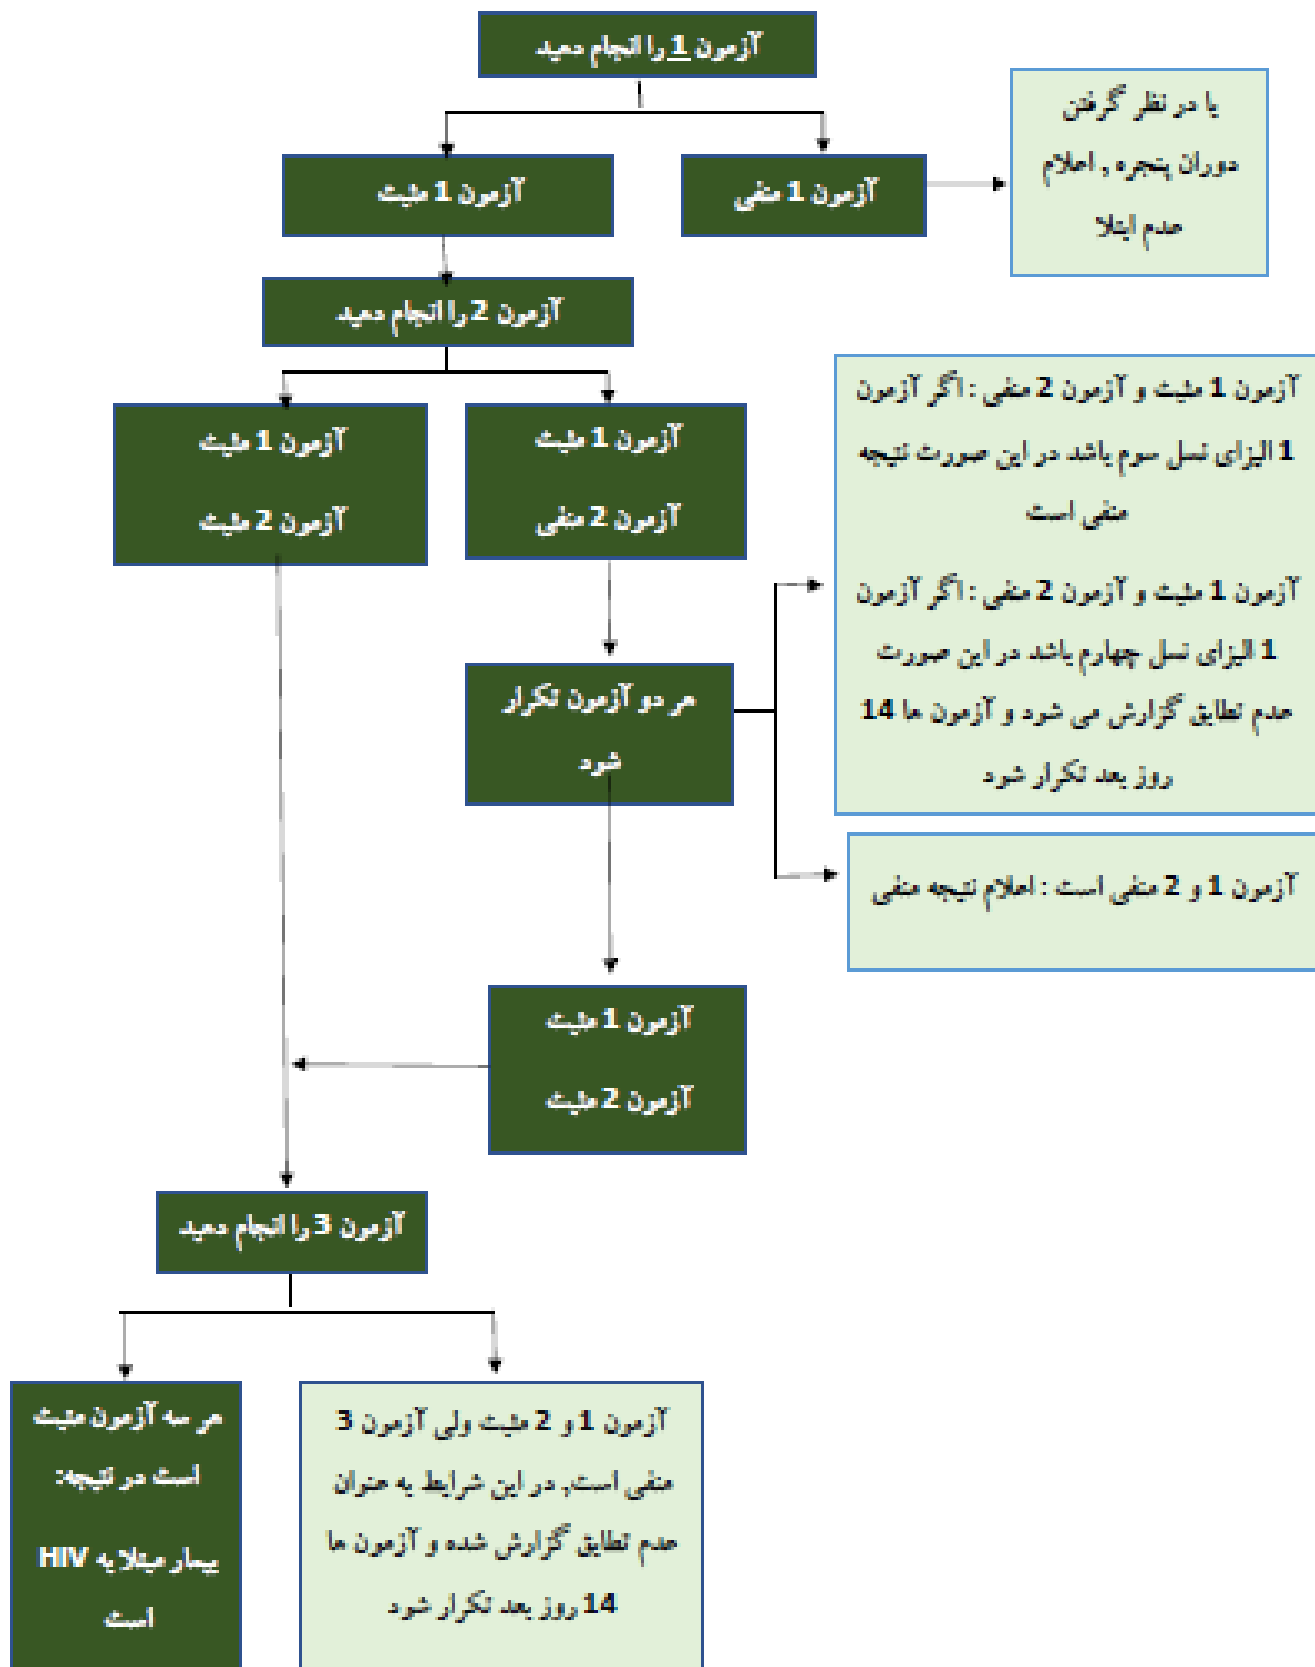 آزمون 1 را انجام دهید
با در نظر گرفتن
دوران پنجره , اعلام
عدم ابتلا
آزمون 1 منفی
آزمون 1 مثبت
آزمون 2 را انجام دهید
آزمون 1 مثبت و آزمون 2 منفی : اگر آزمون
1 الیزای نسل سوم باشد در این صورت نتیجه
منفی است
آزمون 1 مثبت و آزمون 2 منفی : اگر آزمون
1 الیزای نسل چهارم باشد در این صورت
عدم تطابق گزارش می شود و آزمون ها 14
روز بعد تکرار شود
آزمون 1 مثبت
آزمون 2 منفی
آزمون 1 مثبت
آزمون 2 مثبت
هر دو آزمون تکرار
شود
آزمون 1 و 2 منفی است : اعلام نتیجه منفی
آزمون 1 مثبت
آزمون 2 مثبت
آزمون 3 را انجام دهید
آزمون 1 و 2 مثبت ولی آزمون 3
منفی است, در این شرایط به عنوان
عدم تطابق گزارش شده و آزمون ها
14 روز بعد تکرار شود
هر سه آزمون مثبت
است در نتیجه:
بیمار مبتلا به HIV
است